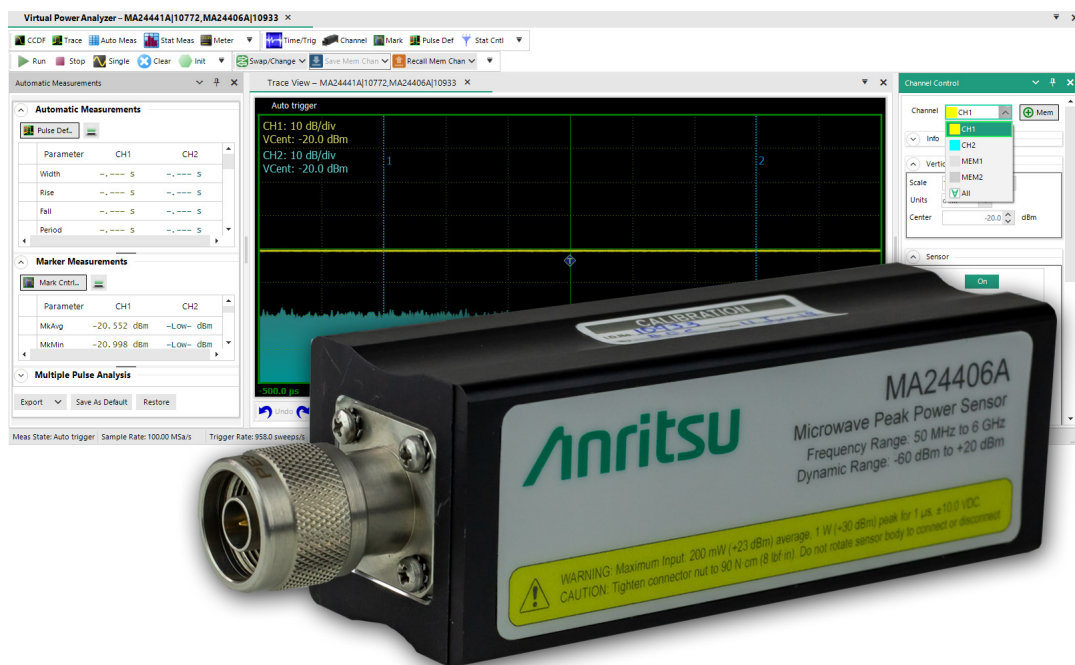 Virtual Power Analyzer – MA24441A|10772,MA24406A|10933 ×
CCDF Trace Auto Meas Stat Meas Meter Time/Trig Channel Mark Pulse Def Stat Cntl
Run Stop Single Clear Init Swap/Change Save Mem Chan Recall Mem Chan
Automatic Measurements
Automatic Measurements
Pulse Def..
Parameter CH1 CH2
Width -.--- S -.--- S
Rise -.--- S -.--- S
Fall -.--- S -.--- S
Period -.--- S -.--- S
Marker Measurements
Mark Cntrl..
Parameter CH1 CH2
MkAvg -20.552 dBm -Low- dBm
MkMin -20.998 dBm -Low- dBm
Multiple Pulse Analysis
Export Save As Default Restore
Trace View – MA24441A|10772,MA24406A|10933 ×
Auto trigger
CH1: 10 dB/div
VCent: -20.0 dBm
CH2: 10 dB/div
VCent: -20.0 dBm
1
2
T
-500.0 µs
Undo
Meas State: Auto trigger Sample Rate: 100.00 MSa/s Trigger Rate: 958.0 sweeps/s
Channel Control
Channel CH1 Mem
CH1
CH2
MEM1
MEM2
All
Info
Scale
Units
Center -20.0 dBm
Sensor
On
CALIBRATION
10933
Anritsu
MA24406A
Microwave Peak Power Sensor
Frequency Range: 50 MHz to 6 GHz
Dynamic Range: -60 dBm to +20 dBm
WARNING: Maximum Input. 200 mW (+23 dBm) average, 1 W (+30 dBm) peak for 1 µs, ±10.0 VDC.
CAUTION: Tighten connector nut to 90 N·cm (8 lbf·in). Do not rotate sensor body to connect or disconnect.